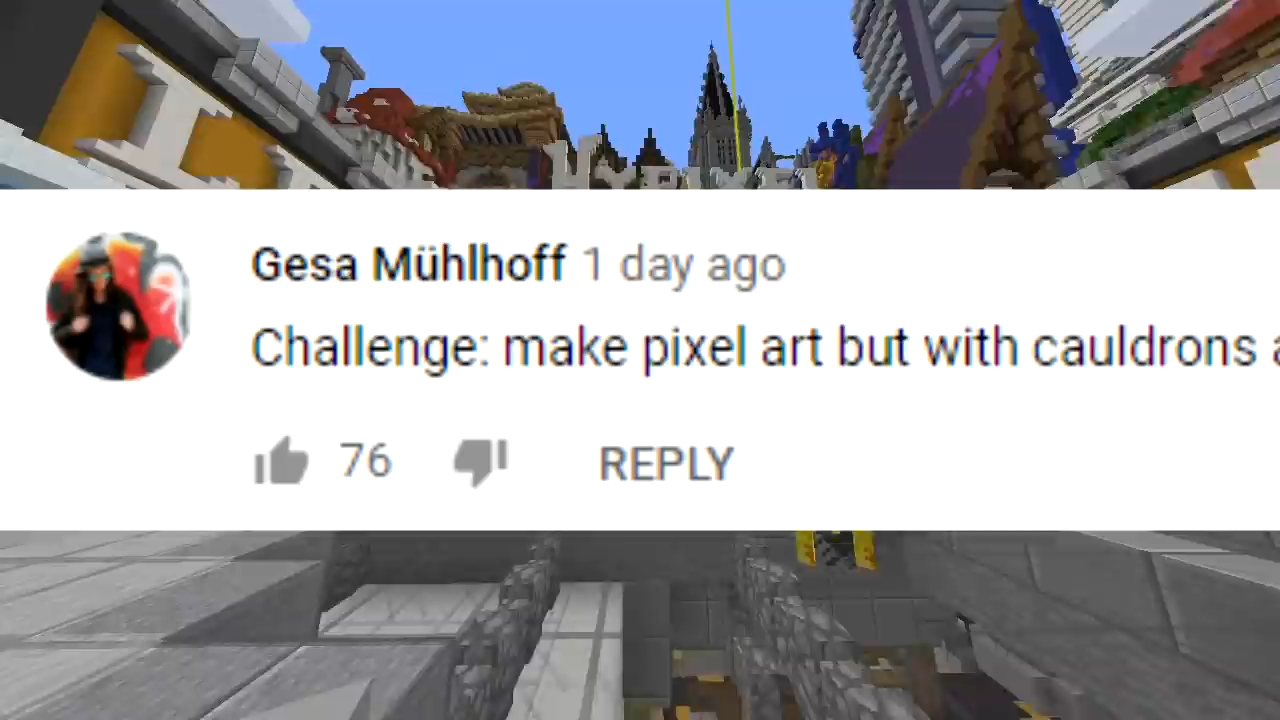 Gesa Mühlhoff 1 day ago
Challenge: make pixel art but with cauldrons a
76 REPLY